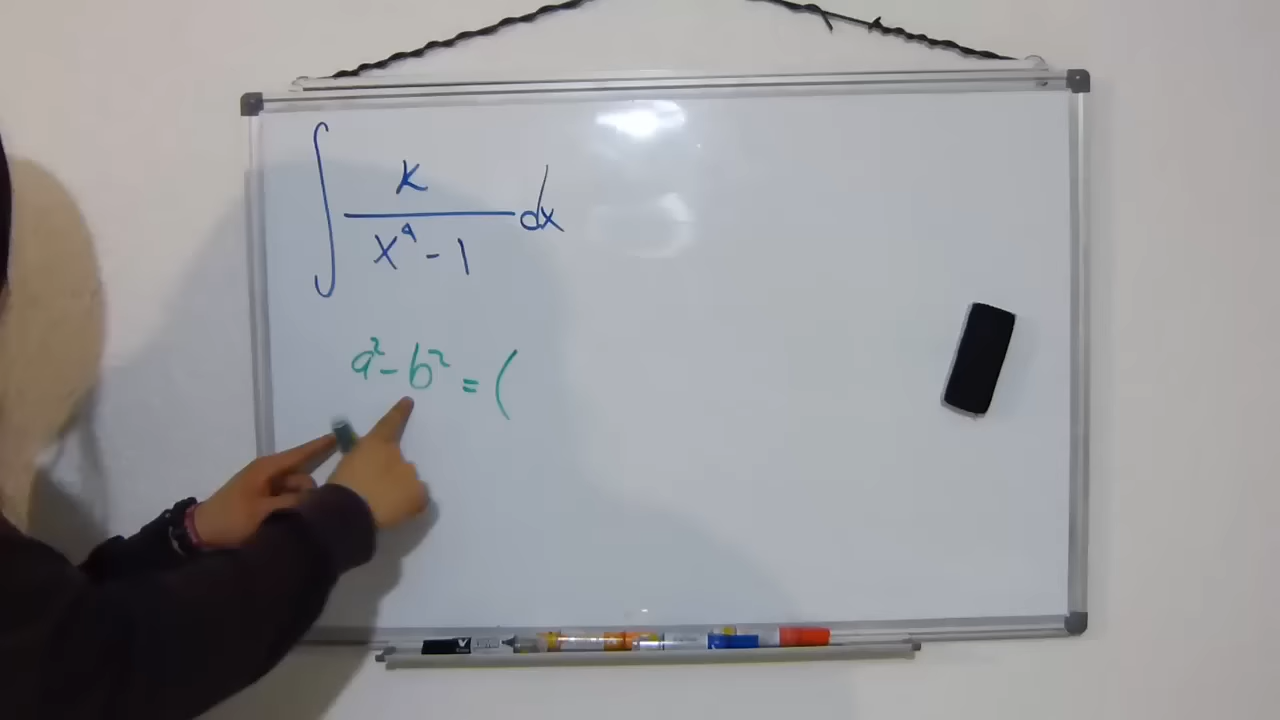 ∫ K / (x⁴ - 1) dx
a² - b² = (